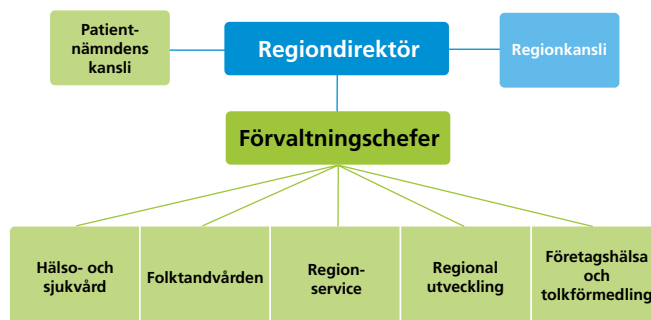 Patient-
nämndens
kansli
Regiondirektör
Regionkansli
Förvaltningschefer
Hälso- och
sjukvård
Folktandvården
Region-
service
Regional
utveckling
Företagshälsa
och
tolkförmedling